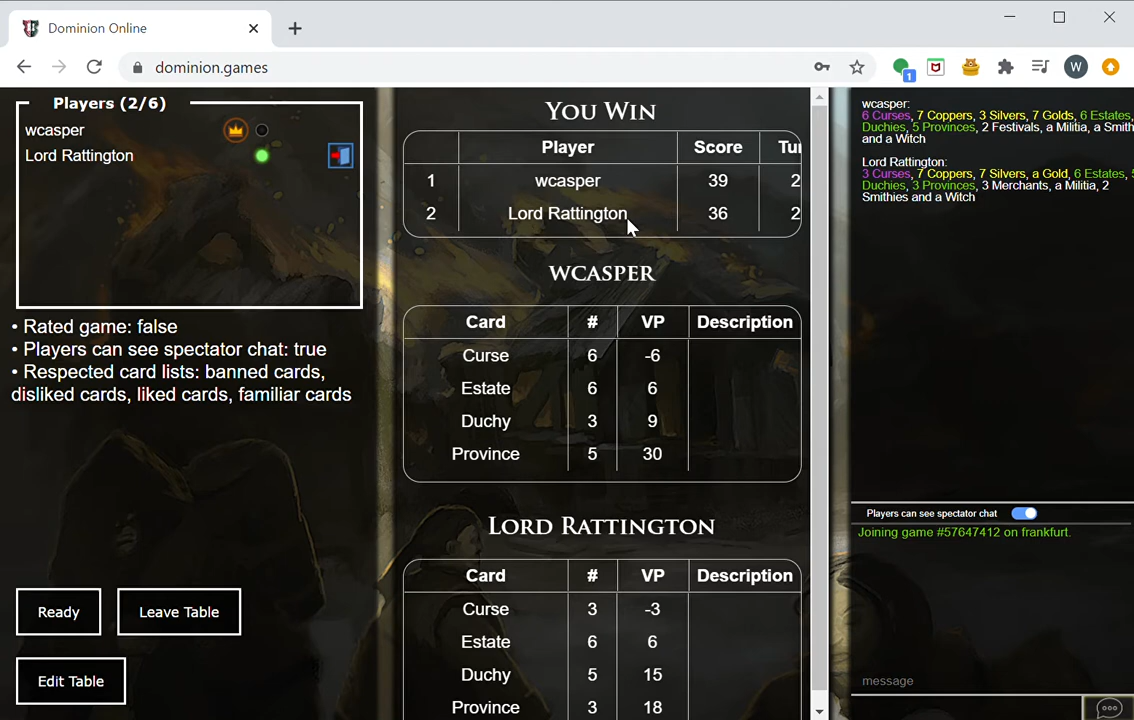 Dominion Online
dominion.games
1
W
Players (2/6)
wcasper
Lord Rattington
• Rated game: false
• Players can see spectator chat: true
• Respected card lists: banned cards,
disliked cards, liked cards, familiar cards
Ready
Leave Table
Edit Table
You Win
Player Score Tu
1 wcasper 39 2
2 Lord Rattington 36 2
wcasper
Card # VP Description
Curse 6 -6
Estate 6 6
Duchy 3 9
Province 5 30
Lord Rattington
Card # VP Description
Curse 3 -3
Estate 6 6
Duchy 5 15
Province 3 18
wcasper:
6 Curses, 7 Coppers, 3 Silvers, 7 Golds, 6 Estates,
Duchies, 5 Provinces, 2 Festivals, a Militia, a Smith
and a Witch
Lord Rattington:
3 Curses, 7 Coppers, 7 Silvers, a Gold, 6 Estates, 5
Duchies, 3 Provinces, 3 Merchants, a Militia, 2
Smithies and a Witch
Players can see spectator chat
Joining game #57647412 on frankfurt.
message